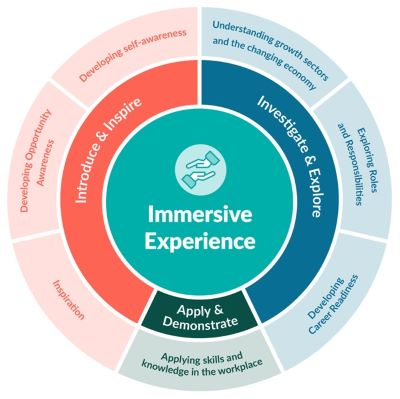 Immersive
Experience
Introduce & Inspire
Investigate & Explore
Apply &
Demonstrate
Developing self-awareness
Understanding growth sectors
and the changing economy
Exploring Roles
and Responsibilities
Developing
Career Readiness
Applying skills and
knowledge in the workplace
Inspiration
Developing Opportunity
Awareness